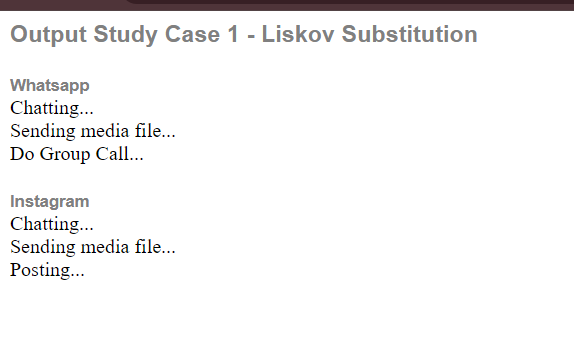 Output Study Case 1 - Liskov Substitution
Whatsapp
Chatting...
Sending media file...
Do Group Call...
Instagram
Chatting...
Sending media file...
Posting...